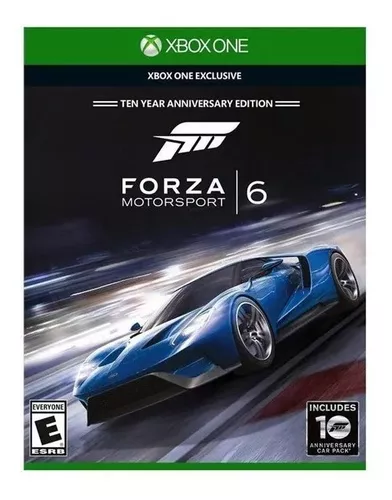 XBOX ONE
XBOX ONE EXCLUSIVE
TEN YEAR ANNIVERSARY EDITION
FORZA
MOTORSPORT
6
EVERYONE
E
ESRB
INCLUDES
10
ANNIVERSARY
CAR PACK*